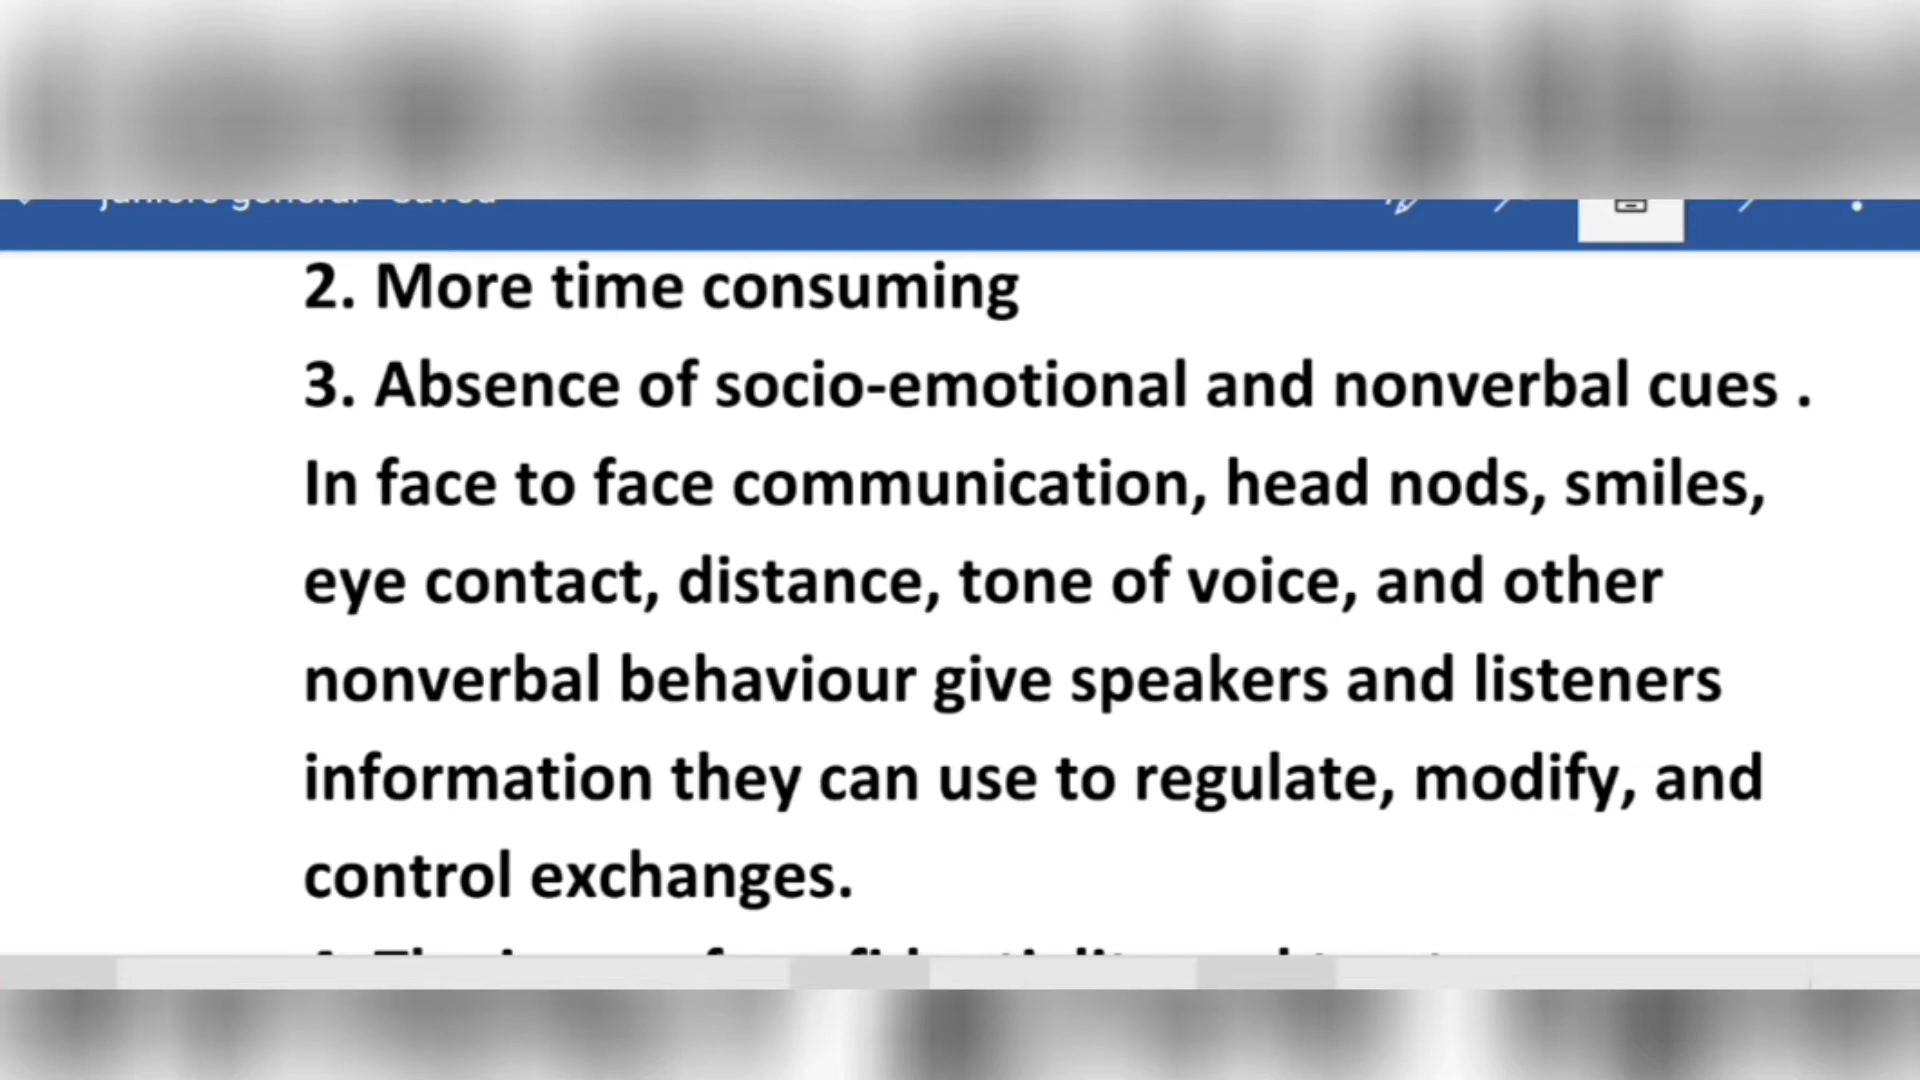 2. More time consuming
3. Absence of socio-emotional and nonverbal cues .
In face to face communication, head nods, smiles,
eye contact, distance, tone of voice, and other
nonverbal behaviour give speakers and listeners
information they can use to regulate, modify, and
control exchanges.